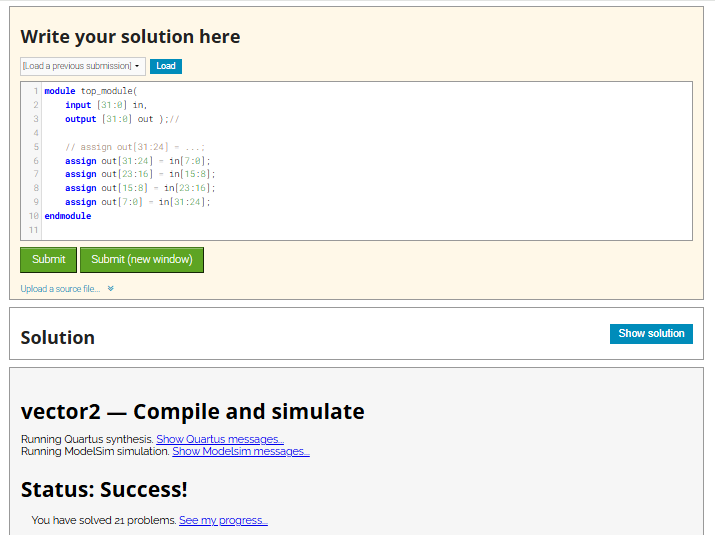 Write your solution here
[Load a previous submission] Load
1 module top_module(
2 input [31:0] in,
3 output [31:0] out );//
4
5 // assign out[31:24] = ...;
6 assign out[31:24] = in[7:0];
7 assign out[23:16] = in[15:8];
8 assign out[15:8] = in[23:16];
9 assign out[7:0] = in[31:24];
10 endmodule
11
Submit Submit (new window)
Upload a source file...
Solution Show solution
vector2 — Compile and simulate
Running Quartus synthesis. Show Quartus messages...
Running ModelSim simulation. Show Modelsim messages...
Status: Success!
You have solved 21 problems. See my progress...